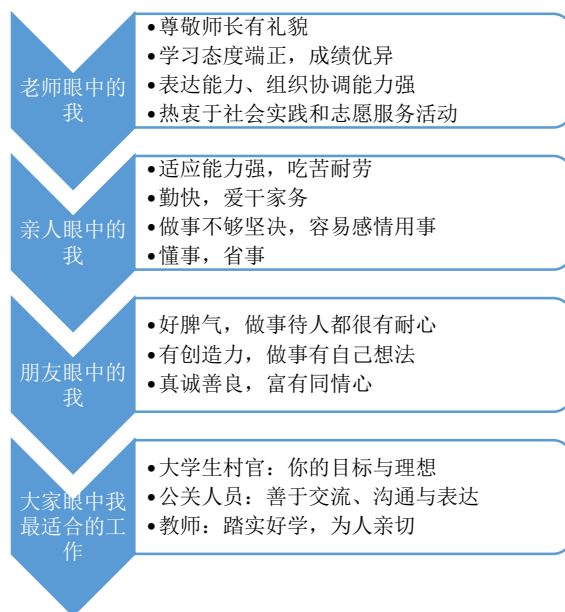 老师眼中的
我
•尊敬师长有礼貌
•学习态度端正，成绩优异
•表达能力、组织协调能力强
•热衷于社会实践和志愿服务活动
亲人眼中的
我
•适应能力强，吃苦耐劳
•勤快，爱干家务
•做事不够坚决，容易感情用事
•懂事，省事
朋友眼中的
我
•好脾气，做事待人都很有耐心
•有创造力，做事有自己想法
•真诚善良，富有同情心
大家眼中我
最适合的工
作
•大学生村官：你的目标与理想
•公关人员：善于交流、沟通与表达
•教师：踏实好学，为人亲切